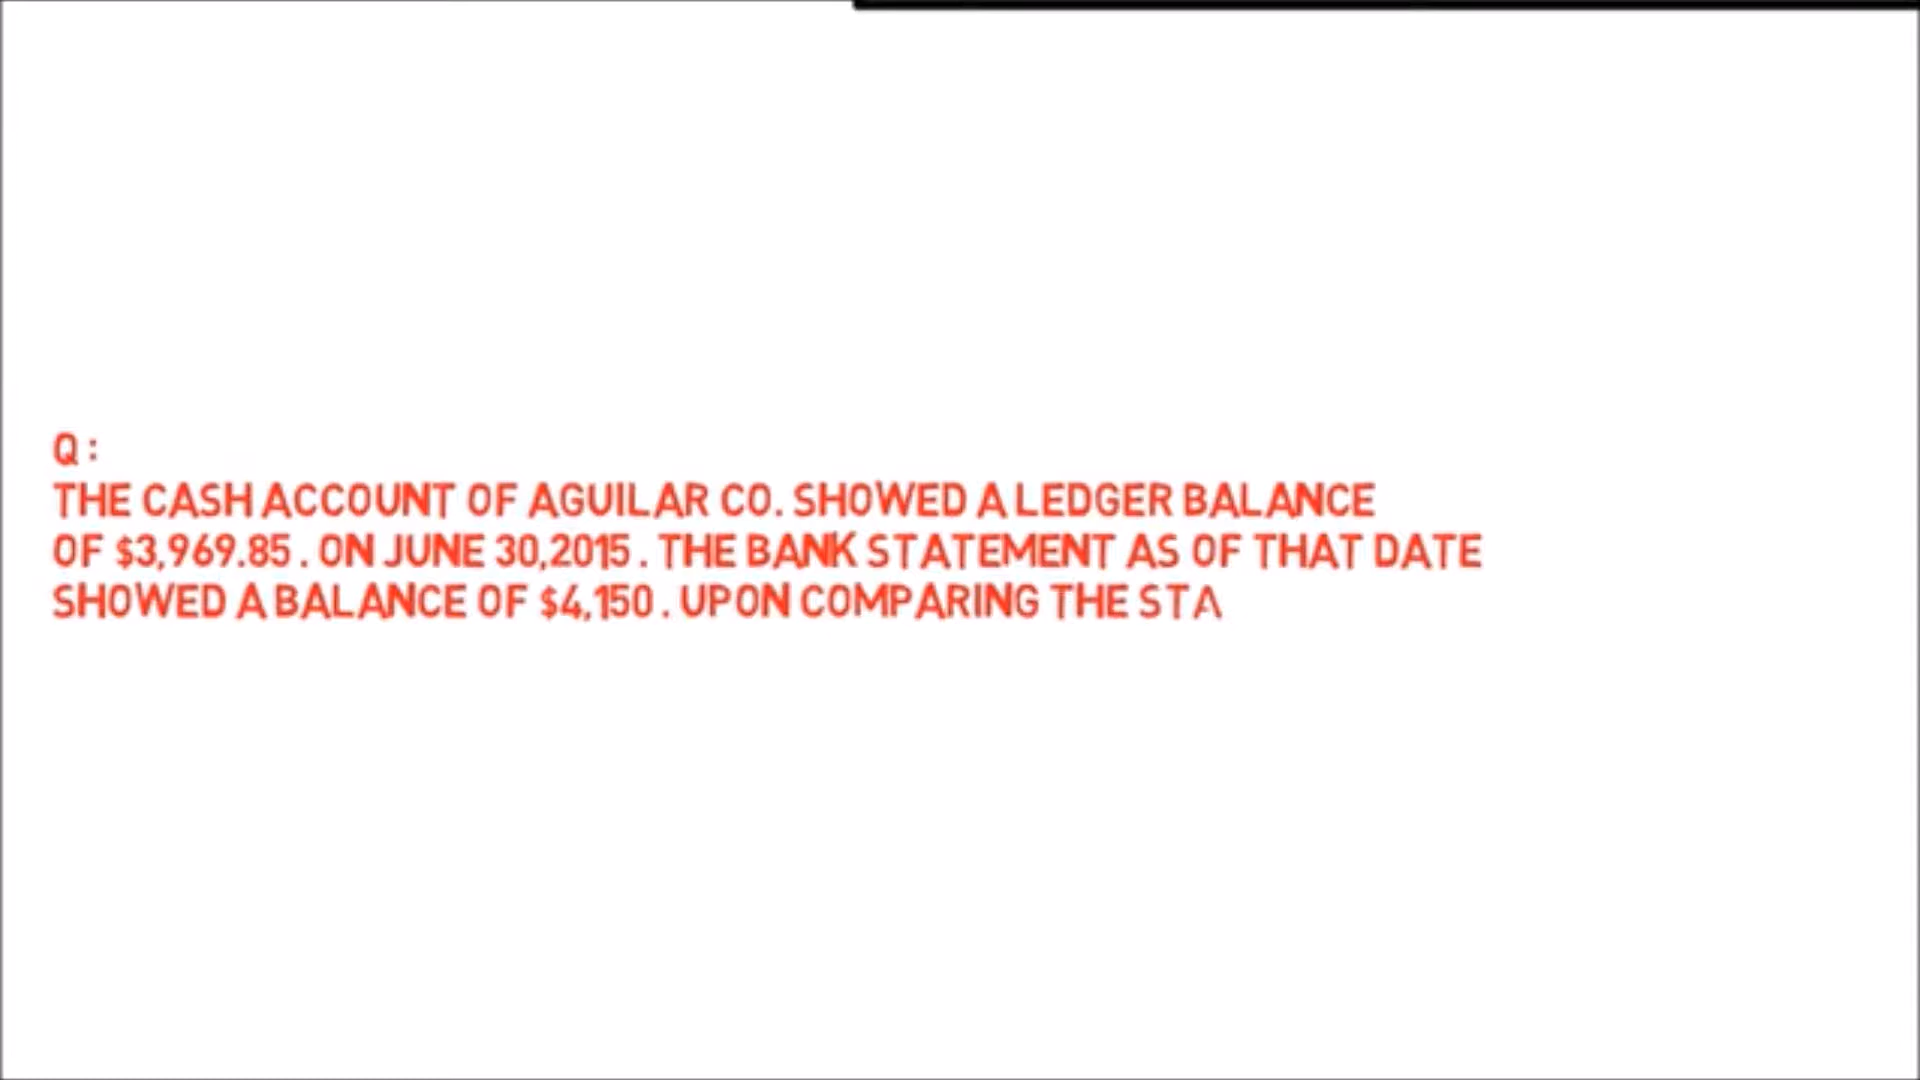 Q :
THE CASH ACCOUNT OF AGUILAR CO. SHOWED A LEDGER BALANCE
OF $3,969.85 . ON JUNE 30,2015 . THE BANK STATEMENT AS OF THAT DATE
SHOWED A BALANCE OF $4,150 . UPON COMPARING THE STA